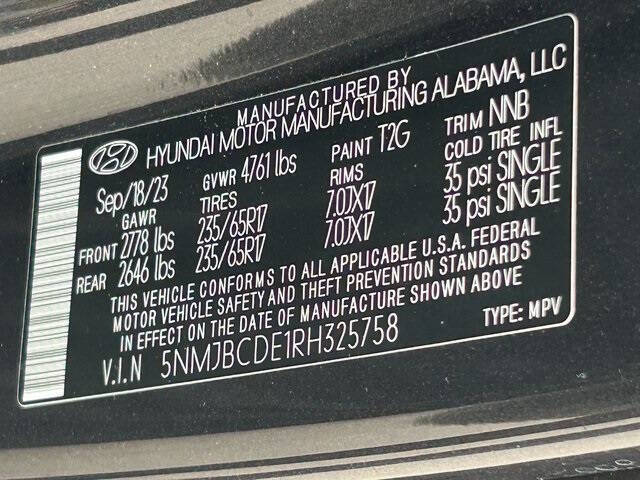 MANUFACTURED BY
HYUNDAI MOTOR MANUFACTURING ALABAMA, LLC
Sep/18/23 GVWR 4761 lbs PAINT T2G TRIM NNB
GAWR TIRES RIMS COLD TIRE INFL
FRONT 2778 lbs 235/65R17 7.0JX17 35 psi SINGLE
REAR 2646 lbs 235/65R17 7.0JX17 35 psi SINGLE
THIS VEHICLE CONFORMS TO ALL APPLICABLE U.S.A. FEDERAL
MOTOR VEHICLE SAFETY AND THEFT PREVENTION STANDARDS
IN EFFECT ON THE DATE OF MANUFACTURE SHOWN ABOVE
V.I.N 5NMJBCDE1RH325758 TYPE: MPV